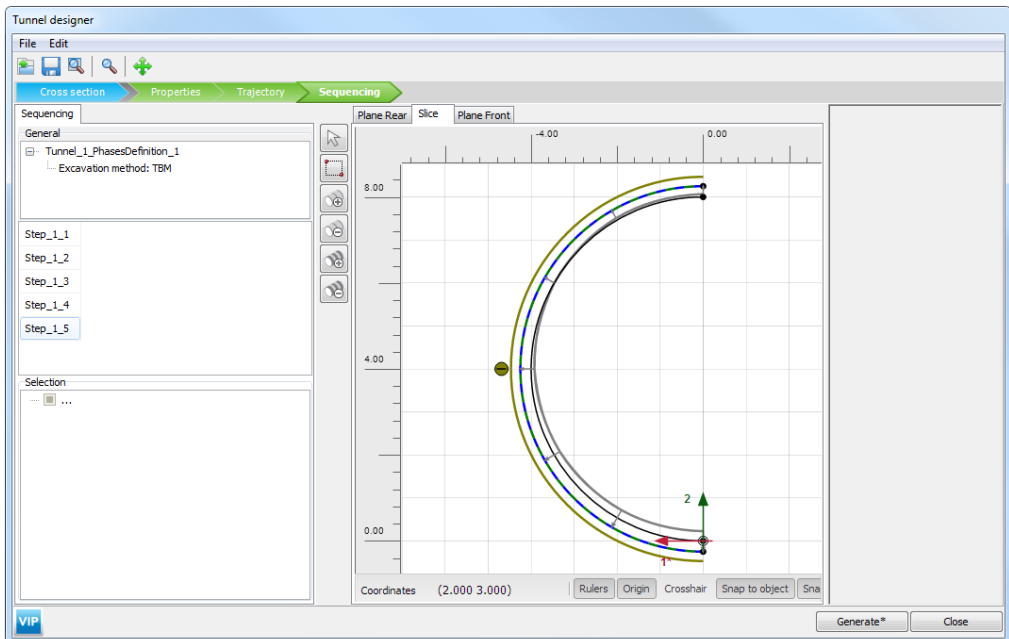 Tunnel designer
File Edit
Cross section Properties Trajectory Sequencing
Sequencing
General
Tunnel_1_PhasesDefinition_1
Excavation method: TBM
Step_1_1
Step_1_2
Step_1_3
Step_1_4
Step_1_5
Selection
...
Plane Rear Slice Plane Front
-4.00 0.00
8.00
4.00
0.00
2
1*
Coordinates (2.000 3.000) Rulers Origin Crosshair Snap to object Sna
VIP Generate* Close